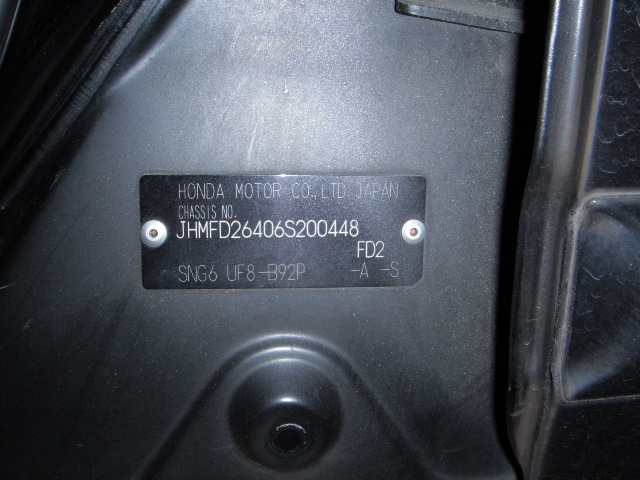 HONDA MOTOR CO.,LTD.JAPAN
CHASSIS NO.
JHMFD26406S200448
FD2
SNG6 UF8-B92P -A -S